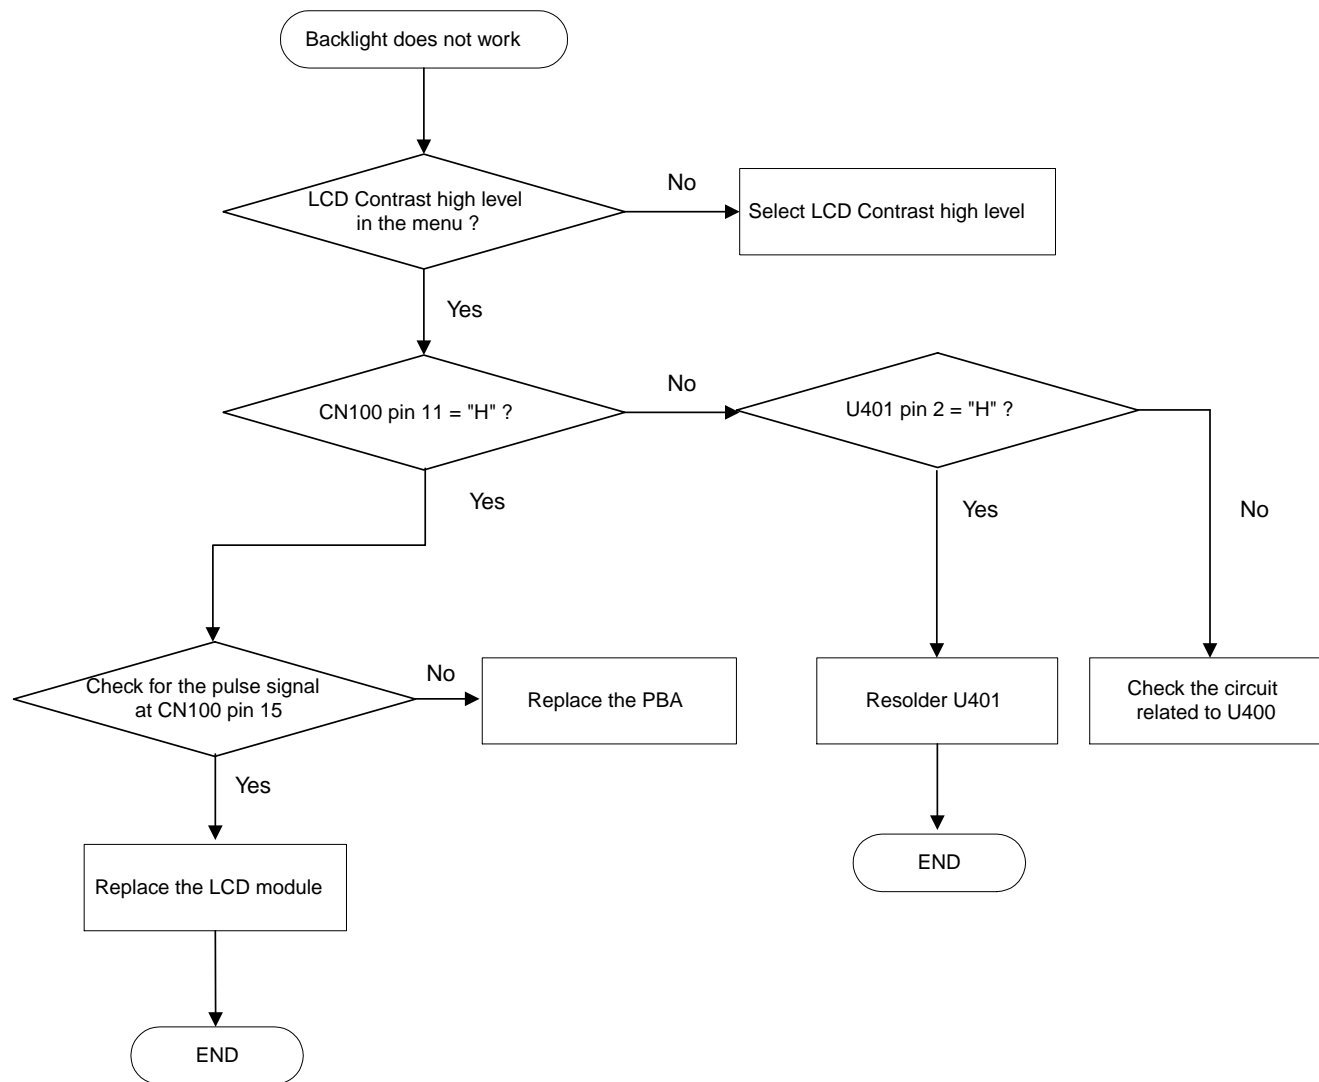 Backlight does not work
LCD Contrast high level
in the menu ?
No
Select LCD Contrast high level
Yes
CN100 pin 11 = "H" ?
No
U401 pin 2 = "H" ?
Yes
Yes
No
Check for the pulse signal
at CN100 pin 15
No
Replace the PBA
Resolder U401
Check the circuit
related to U400
Yes
Replace the LCD module
END
END